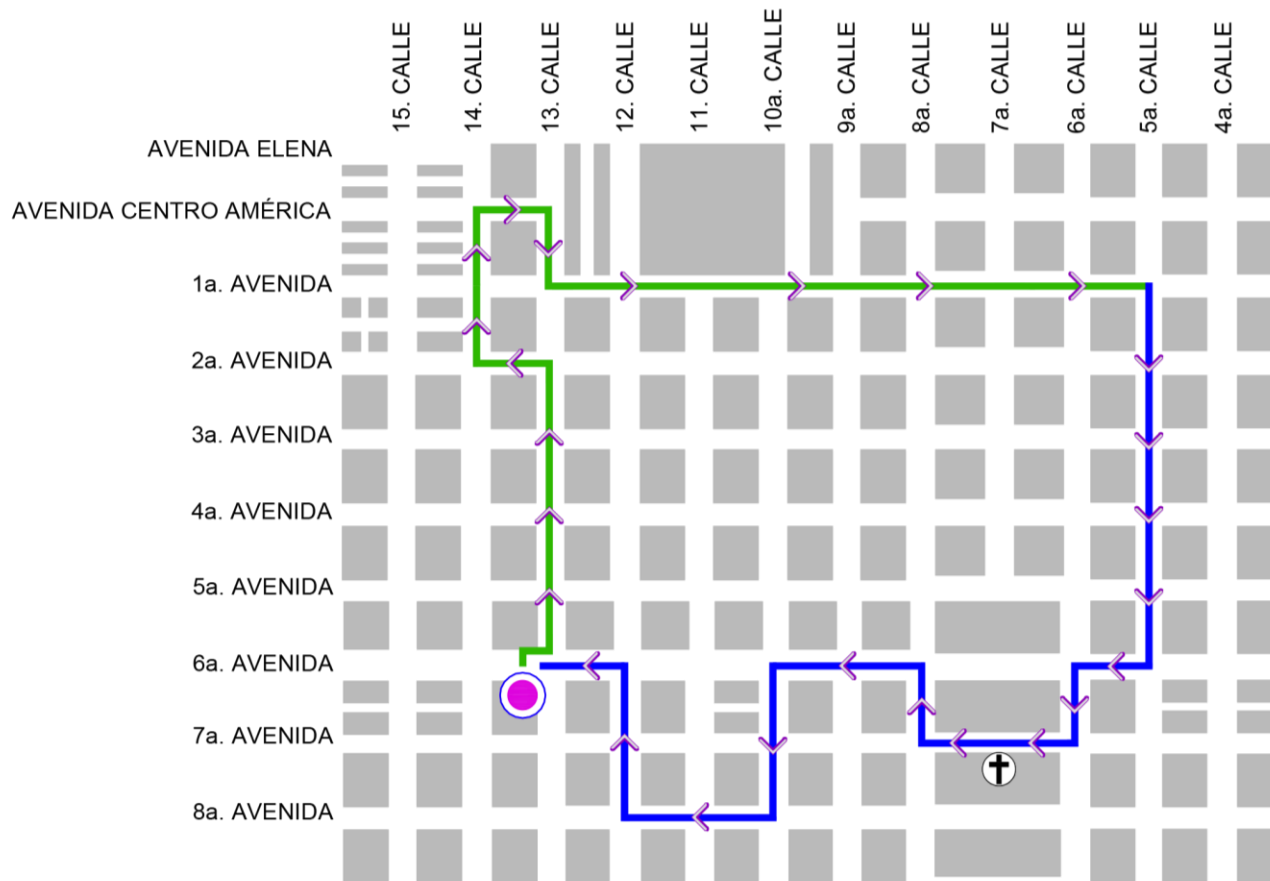 15. CALLE
14. CALLE
13. CALLE
12. CALLE
11. CALLE
10a. CALLE
9a. CALLE
8a. CALLE
7a. CALLE
6a. CALLE
5a. CALLE
4a. CALLE
AVENIDA ELENA
AVENIDA CENTRO AMÉRICA
1a. AVENIDA
2a. AVENIDA
3a. AVENIDA
4a. AVENIDA
5a. AVENIDA
6a. AVENIDA
7a. AVENIDA
8a. AVENIDA